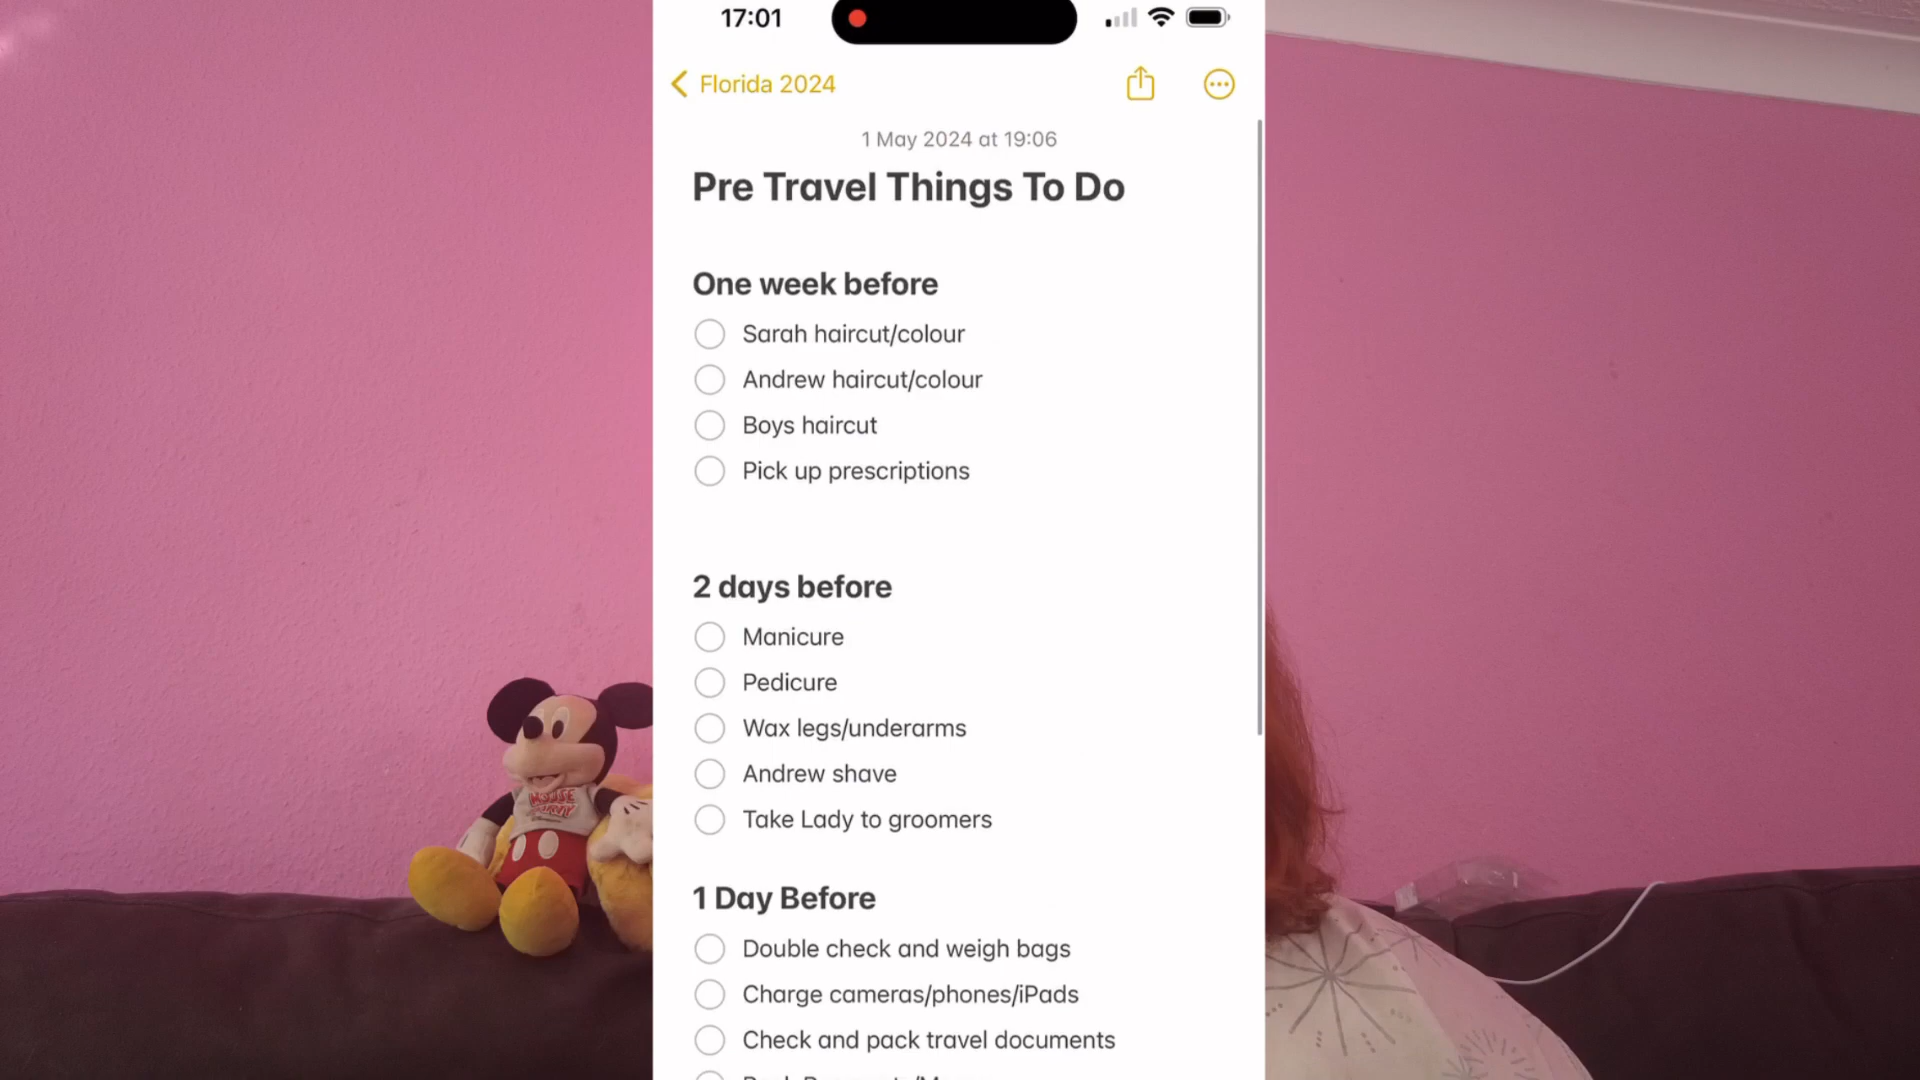 17:01
Florida 2024
1 May 2024 at 19:06
Pre Travel Things To Do
One week before
Sarah haircut/colour
Andrew haircut/colour
Boys haircut
Pick up prescriptions
2 days before
Manicure
Pedicure
Wax legs/underarms
Andrew shave
Take Lady to groomers
1 Day Before
Double check and weigh bags
Charge cameras/phones/iPads
Check and pack travel documents
MOUSE